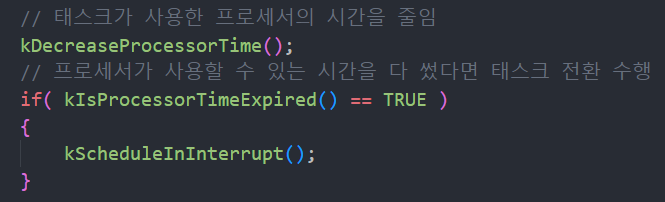 // 태스크가 사용한 프로세서의 시간을 줄임
kDecreaseProcessorTime();
// 프로세서가 사용할 수 있는 시간을 다 썼다면 태스크 전환 수행
if( kIsProcessorTimeExpired() == TRUE )
{
    kScheduleInInterrupt();
}